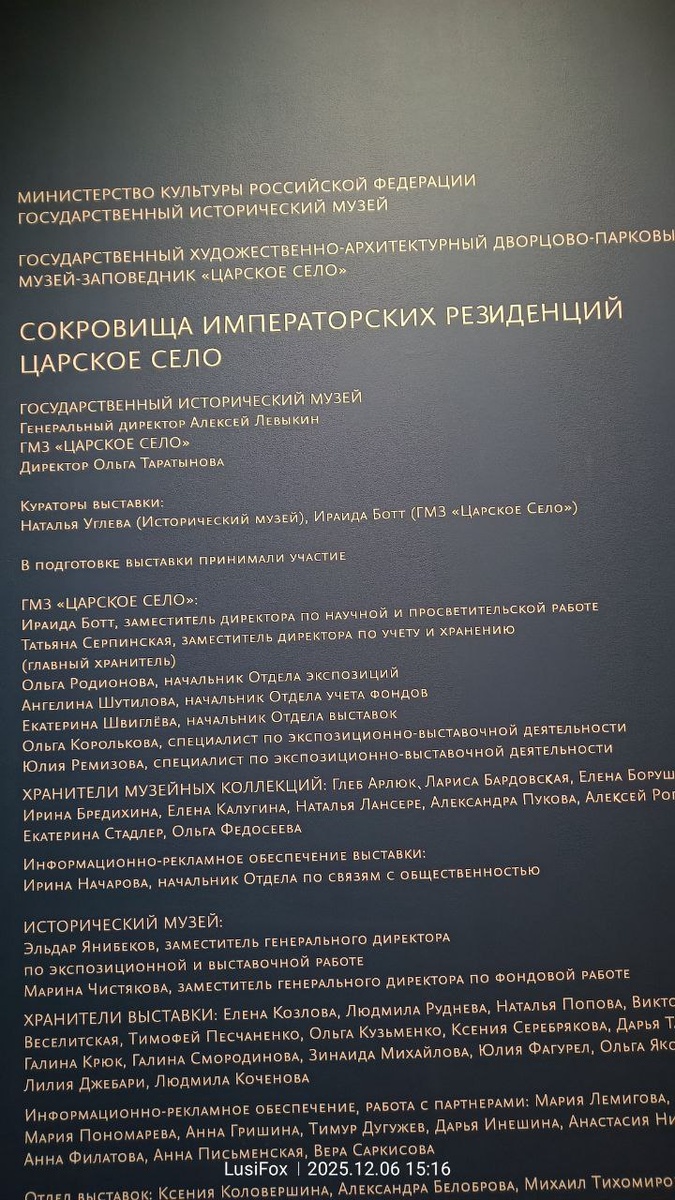 МИНИСТЕРСТВО КУЛЬТУРЫ РОССИЙСКОЙ ФЕДЕРАЦИИ
ГОСУДАРСТВЕННЫЙ ИСТОРИЧЕСКИЙ МУЗЕЙ
ГОСУДАРСТВЕННЫЙ ХУДОЖЕСТВЕННО-АРХИТЕКТУРНЫЙ ДВОРЦОВО-ПАРКОВЫ
МУЗЕЙ-ЗАПОВЕДНИК «ЦАРСКОЕ СЕЛО»
СОКРОВИЩА ИМПЕРАТОРСКИХ РЕЗИДЕНЦИЙ
ЦАРСКОЕ СЕЛО
ГОСУДАРСТВЕННЫЙ ИСТОРИЧЕСКИЙ МУЗЕЙ
Генеральный директор Алексей Левыкин
ГМЗ «ЦАРСКОЕ СЕЛО»
Директор Ольга Таратынова
Кураторы выставки:
Наталья Углева (Исторический музей), Ираида Ботт (ГМЗ «Царское Село»)
В подготовке выставки принимали участие
ГМЗ «ЦАРСКОЕ СЕЛО»:
Ираида Ботт, заместитель директора по научной и просветительской работе
Татьяна Серпинская, заместитель директора по учету и хранению
(главный хранитель)
Ольга Родионова, начальник Отдела экспозиций
Ангелина Шутилова, начальник Отдела учета фондов
Екатерина Швиглёва, начальник Отдела выставок
Ольга Королькова, специалист по экспозиционно-выставочной деятельности
Юлия Ремизова, специалист по экспозиционно-выставочной деятельности
ХРАНИТЕЛИ МУЗЕЙНЫХ КОЛЛЕКЦИЙ: Глеб Арлюк, Лариса Бардовская, Елена Боруш
Ирина Бредихина, Елена Калугина, Наталья Лансере, Александра Пукова, Алексей Рог
Екатерина Стадлер, Ольга Федосеева
Информационно-рекламное обеспечение выставки:
Ирина Начарова, начальник Отдела по связям с общественностью
ИСТОРИЧЕСКИЙ МУЗЕЙ:
Эльдар Янибеков, заместитель генерального директора
по экспозиционной и выставочной работе
Марина Чистякова, заместитель генерального директора по фондовой работе
ХРАНИТЕЛИ ВЫСТАВКИ: Елена Козлова, Людмила Руднева, Наталья Попова, Викто
Веселитская, Тимофей Песчаненко, Ольга Кузьменко, Ксения Серебрякова, Дарья Т
Галина Крюк, Галина Смородинова, Зинаида Михайлова, Юлия Фагурел, Ольга Якс
Лилия Джебари, Людмила Коченова
Информационно-рекламное обеспечение, работа с партнерами: Мария Лемигова,
Мария Пономарева, Анна Гришина, Тимур Дугужев, Дарья Инешина, Анастасия Ни
Анна Филатова, Анна Письменская, Вера Саркисова
LusiFox | 2025.12.06 15:16
Отдел выставок: Ксения Коловершина, Александра Белоброва, Михаил Тихомиро